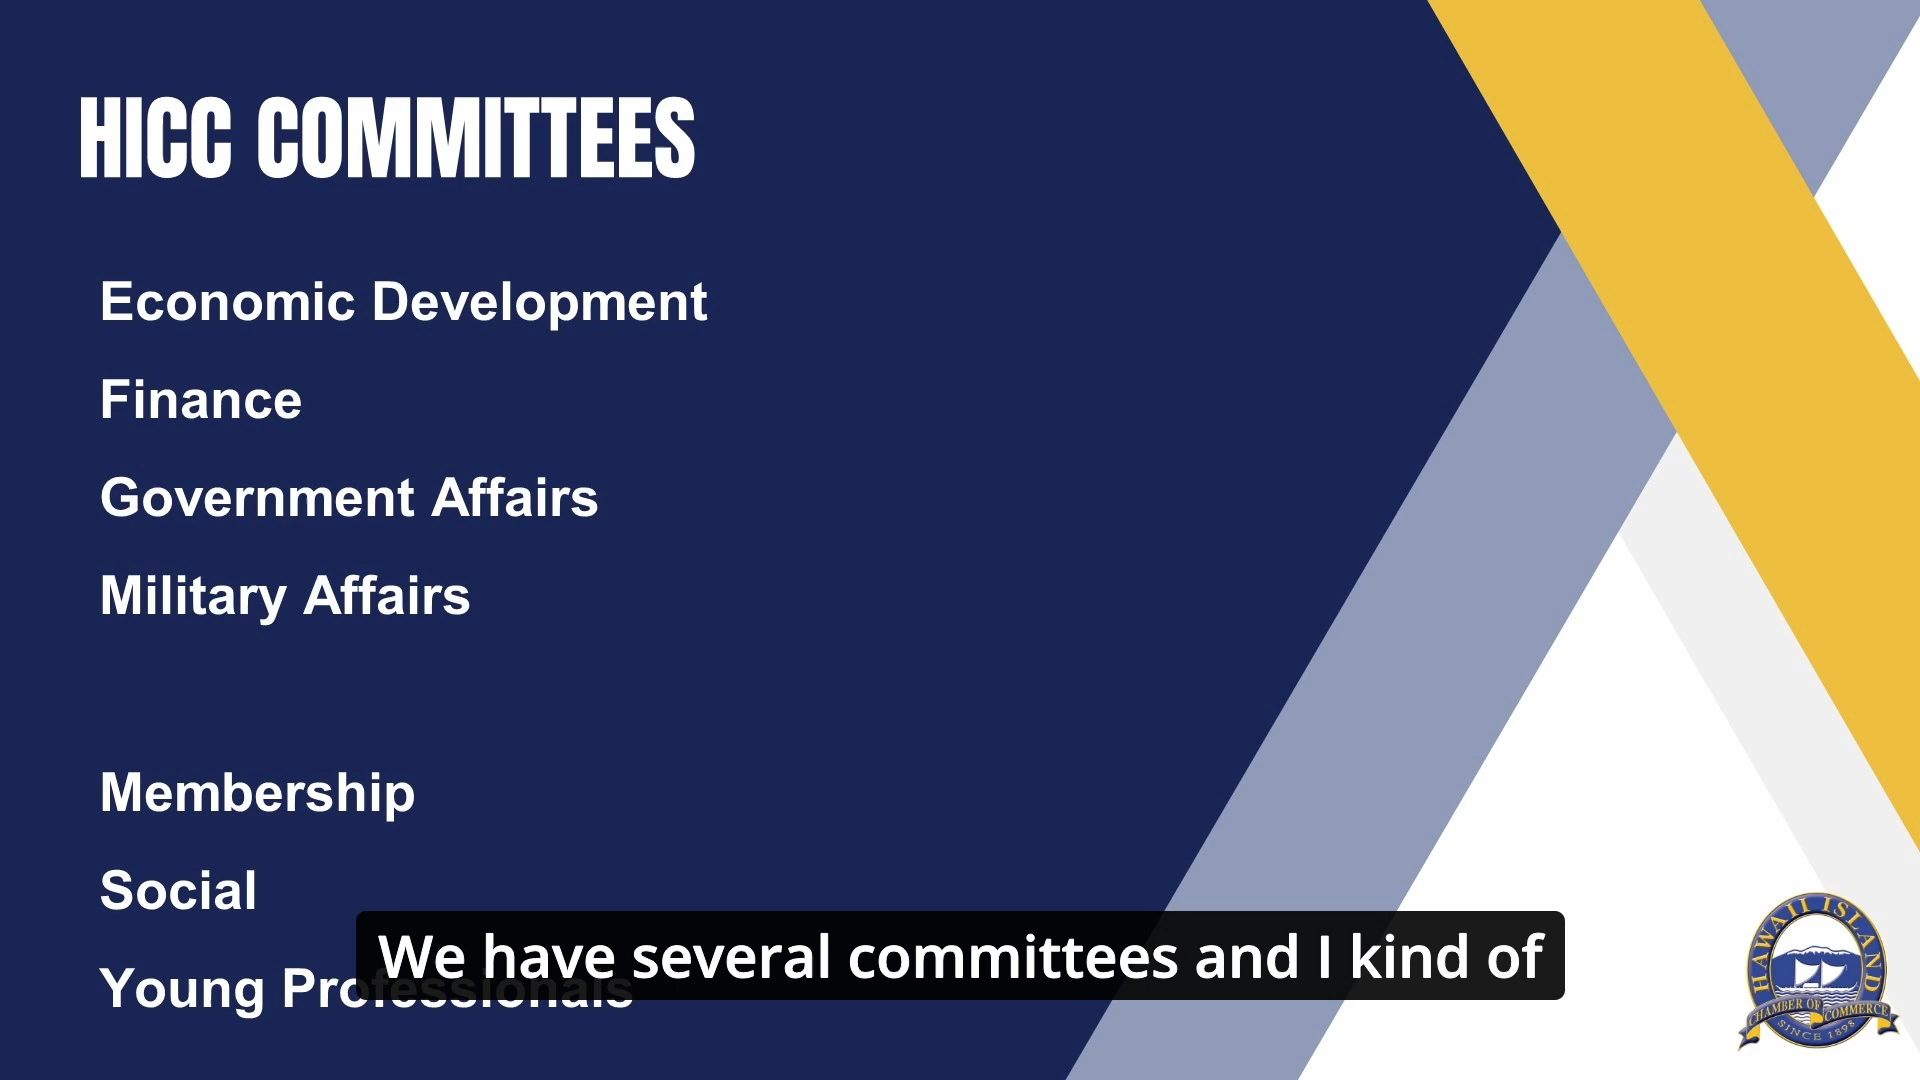 HICC COMMITTEES
Economic Development
Finance
Government Affairs
Military Affairs
Membership
Social
Young Professionals
We have several committees and I kind of
HAWAII ISLAND
CHAMBER OF COMMERCE
SINCE 1898